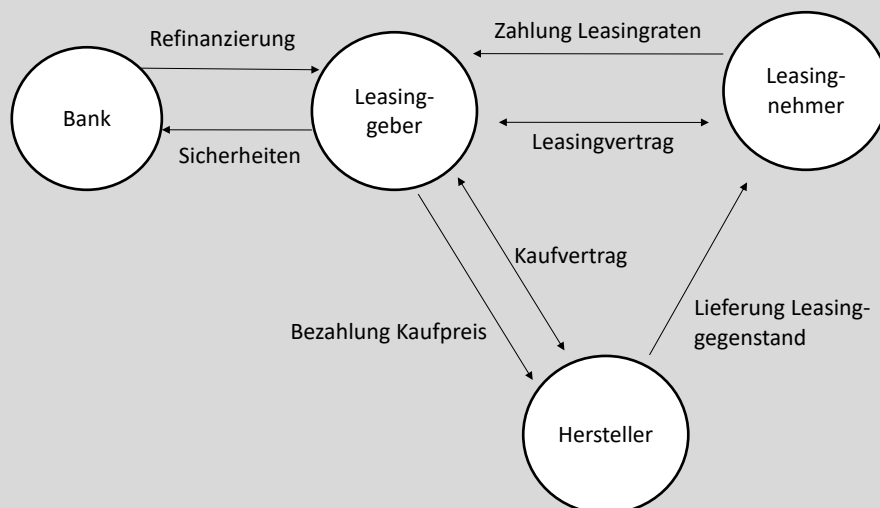 Refinanzierung
Zahlung Leasingraten
Bank
Leasing-
geber
Leasing-
nehmer
Sicherheiten
Leasingvertrag
Kaufvertrag
Bezahlung Kaufpreis
Lieferung Leasing-
gegenstand
Hersteller